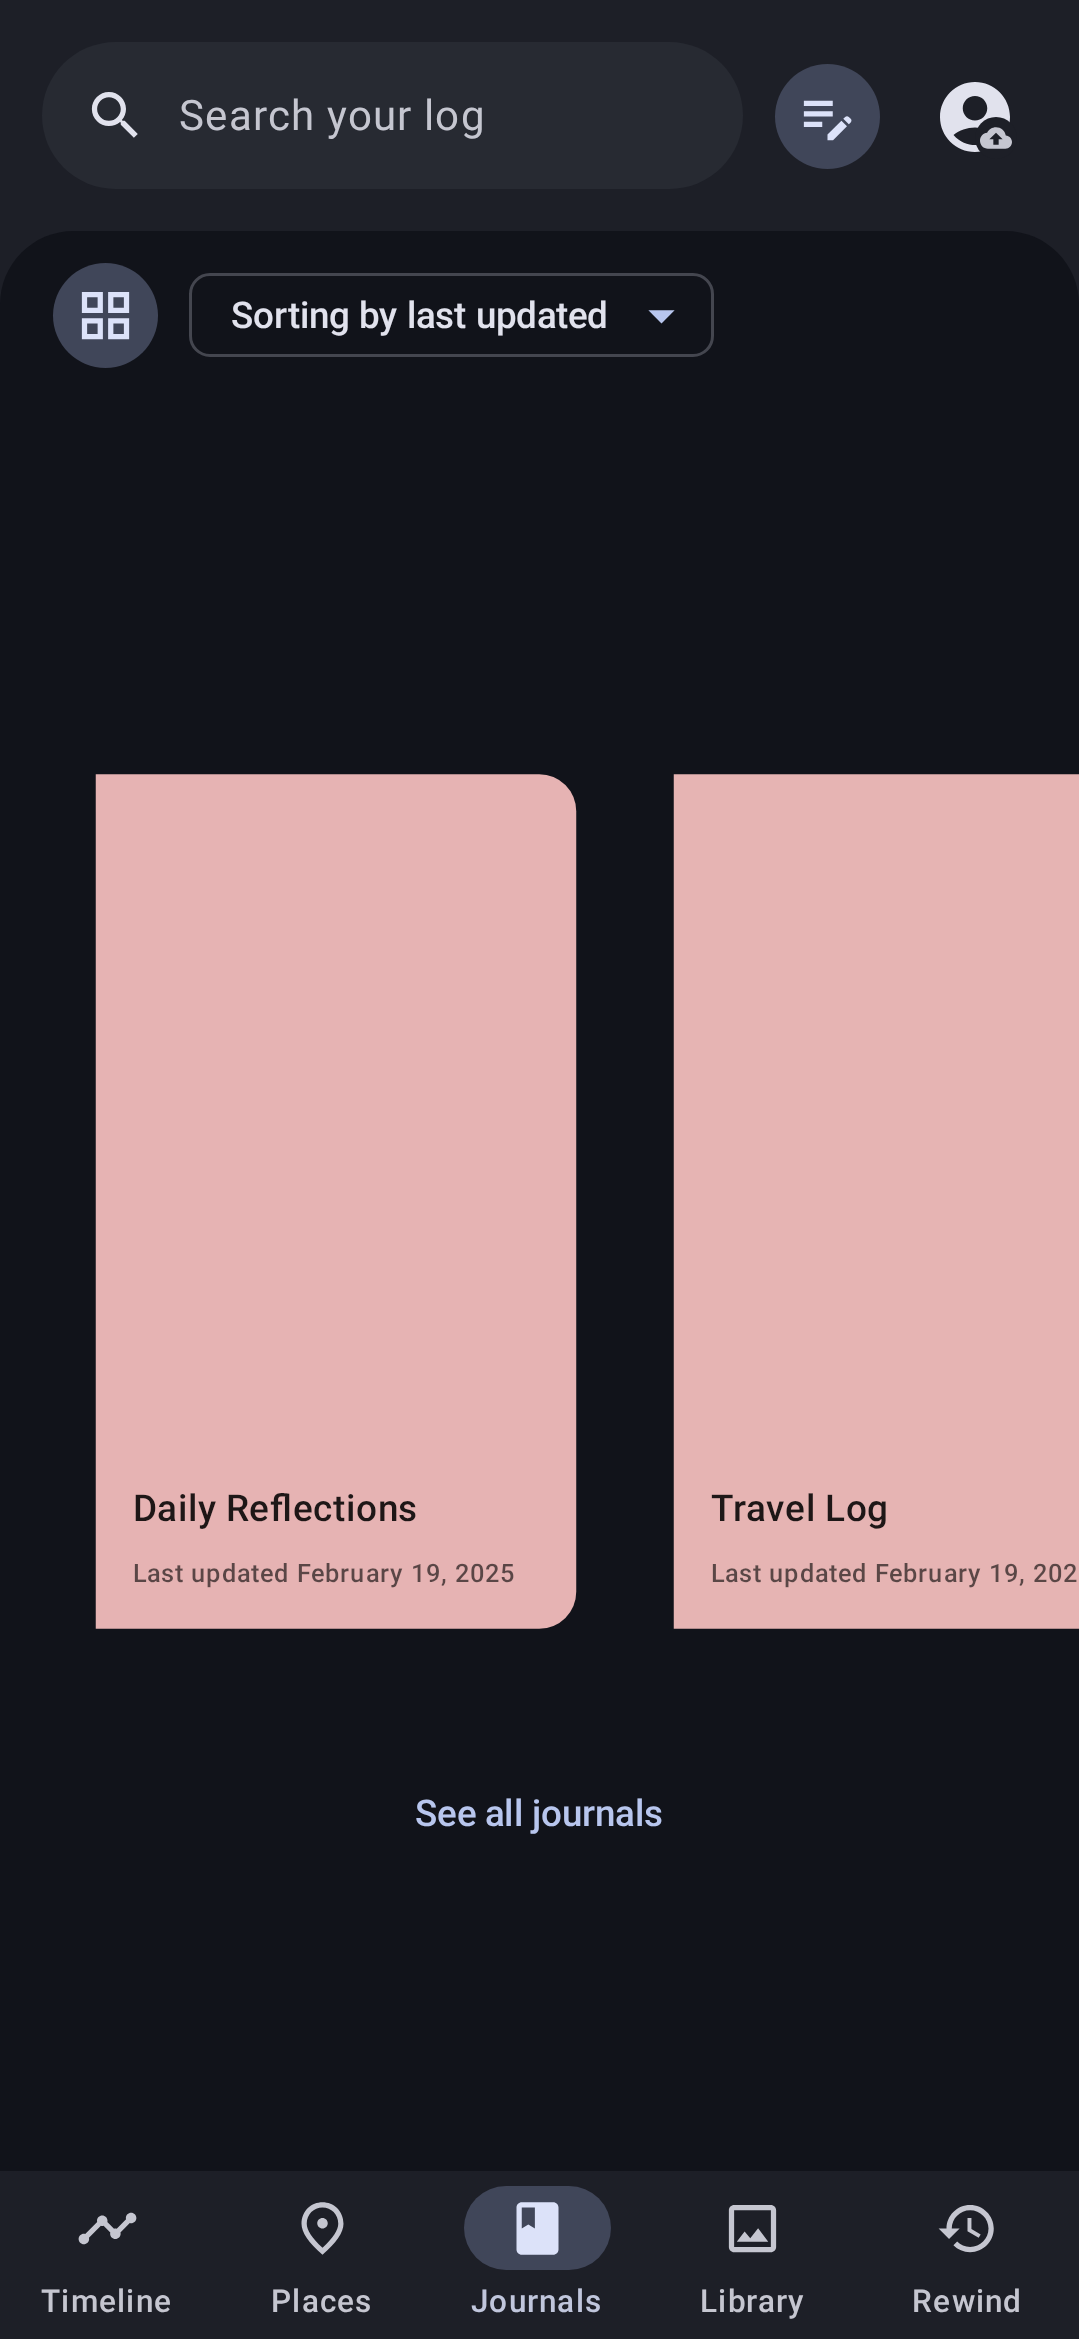 Search your log
Sorting by last updated
Daily Reflections
Last updated February 19, 2025
Travel Log
Last updated February 19, 202
See all journals
Timeline
Places
Journals
Library
Rewind